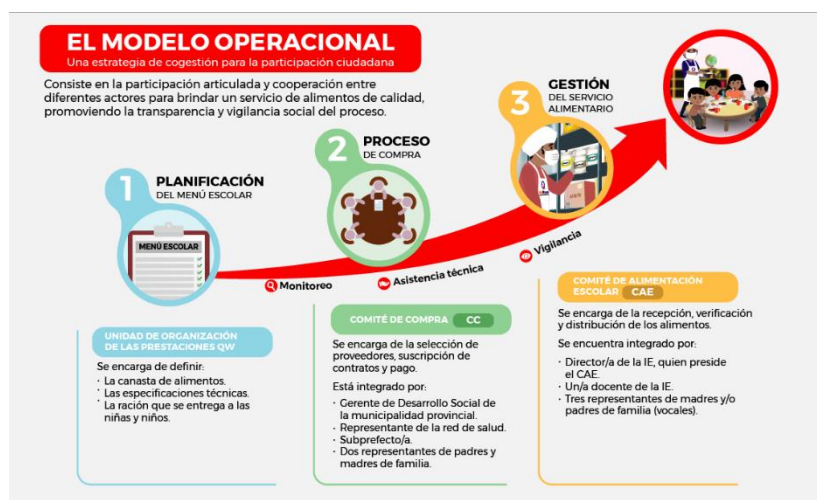 EL MODELO OPERACIONAL
Una estrategia de cogestión para la participación ciudadana
Consiste en la participación articulada y cooperación entre
diferentes actores para brindar un servicio de alimentos de calidad,
promoviendo la transparencia y vigilancia social del proceso.
1
PLANIFICACIÓN
DEL MENÚ ESCOLAR
MENÚ ESCOLAR
2
PROCESO
DE COMPRA
3
GESTIÓN
DEL SERVICIO
ALIMENTARIO
Monitoreo
Asistencia técnica
Vigilancia
UNIDAD DE ORGANIZACIÓN
DE LAS PRESTACIONES QW
Se encarga de definir:
· La canasta de alimentos.
· Las especificaciones técnicas.
· La ración que se entrega a las
niñas y niños.
COMITÉ DE COMPRA CC
Se encarga de la selección de
proveedores, suscripción de
contratos y pago.
Está integrado por:
· Gerente de Desarrollo Social de
la municipalidad provincial.
· Representante de la red de salud.
· Subprefecto/a.
· Dos representantes de padres y
madres de familia.
COMITÉ DE ALIMENTACIÓN
ESCOLAR CAE
Se encarga de la recepción, verificación
y distribución de los alimentos.
Se encuentra integrado por:
· Director/a de la IE, quien preside
el CAE.
· Un/a docente de la IE.
· Tres representantes de madres y/o
padres de familia (vocales).